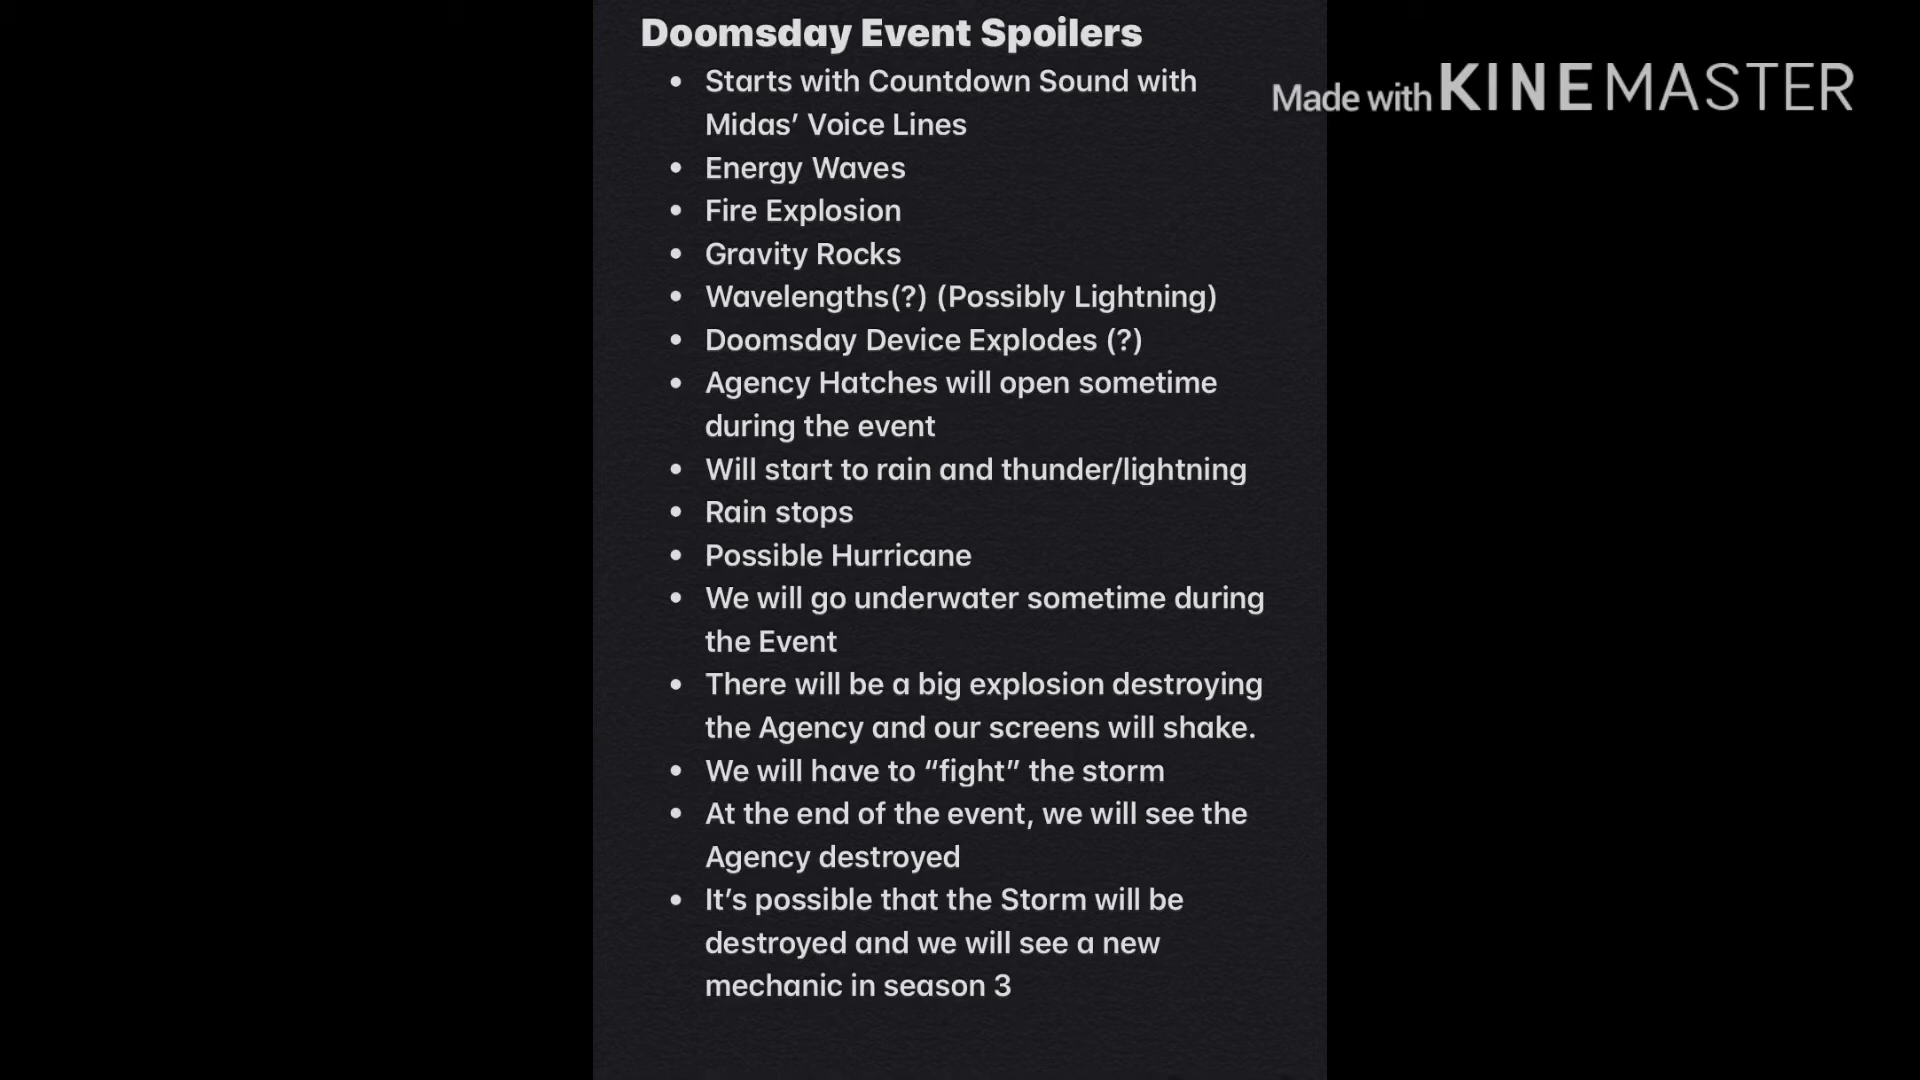 Doomsday Event Spoilers
• Starts with Countdown Sound with
Midas’ Voice Lines
• Energy Waves
• Fire Explosion
• Gravity Rocks
• Wavelengths(?) (Possibly Lightning)
• Doomsday Device Explodes (?)
• Agency Hatches will open sometime
during the event
• Will start to rain and thunder/lightning
• Rain stops
• Possible Hurricane
• We will go underwater sometime during
the Event
• There will be a big explosion destroying
the Agency and our screens will shake.
• We will have to “fight” the storm
• At the end of the event, we will see the
Agency destroyed
• It’s possible that the Storm will be
destroyed and we will see a new
mechanic in season 3
Made with KINEMASTER